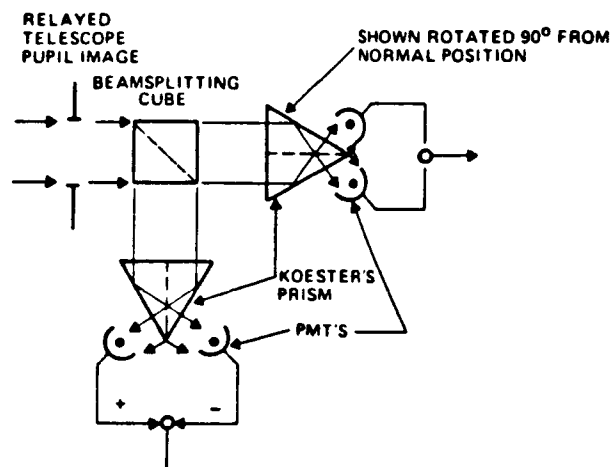 RELAYED
TELESCOPE
PUPIL IMAGE
BEAMSPLITTING
CUBE
SHOWN ROTATED 90° FROM
NORMAL POSITION
KOESTER'S
PRISM
PMT'S
+ -